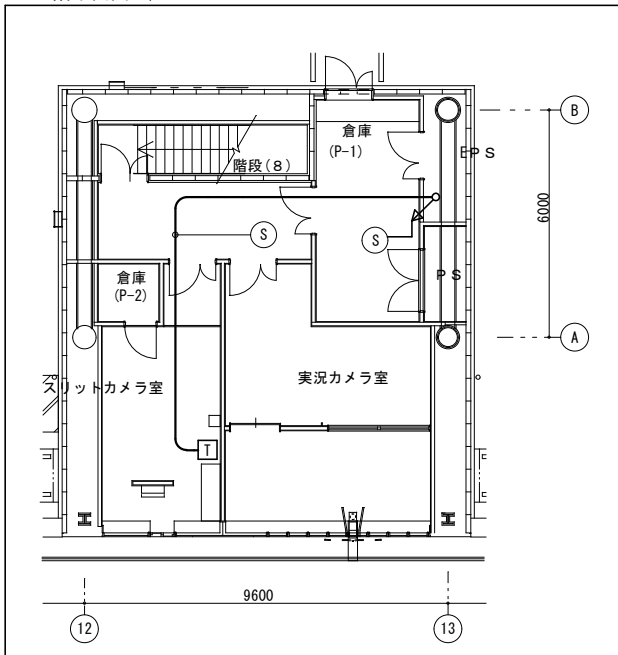 B
倉庫
(P-1)
EPS
階段(8)
6000
S
S
倉庫
(P-2)
PS
A
実況カメラ室
スリットカメラ室
T
9600
12
13